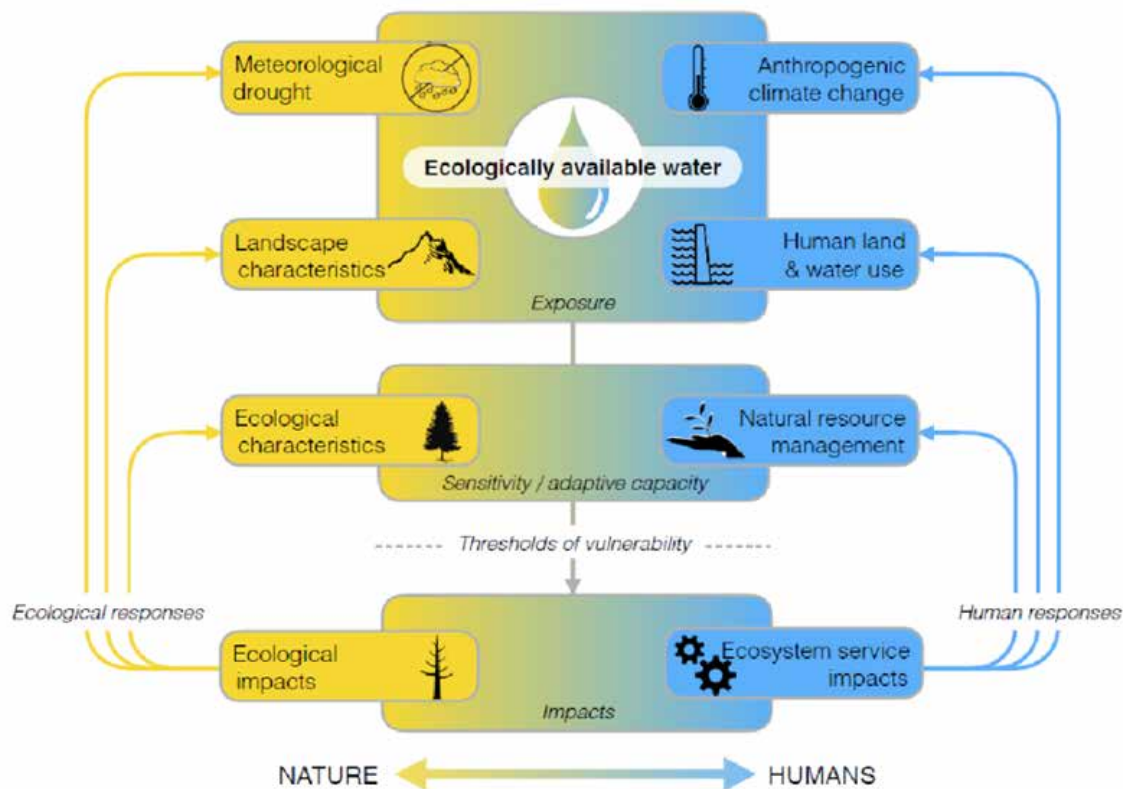 Meteorological
drought
Anthropogenic
climate change
Ecologically available water
Landscape
characteristics
Human land
& water use
Exposure
Ecological
characteristics
Natural resource
management
Sensitivity / adaptive capacity
Thresholds of vulnerability
Ecological responses
Human responses
Ecological
impacts
Ecosystem service
impacts
Impacts
NATURE
HUMANS